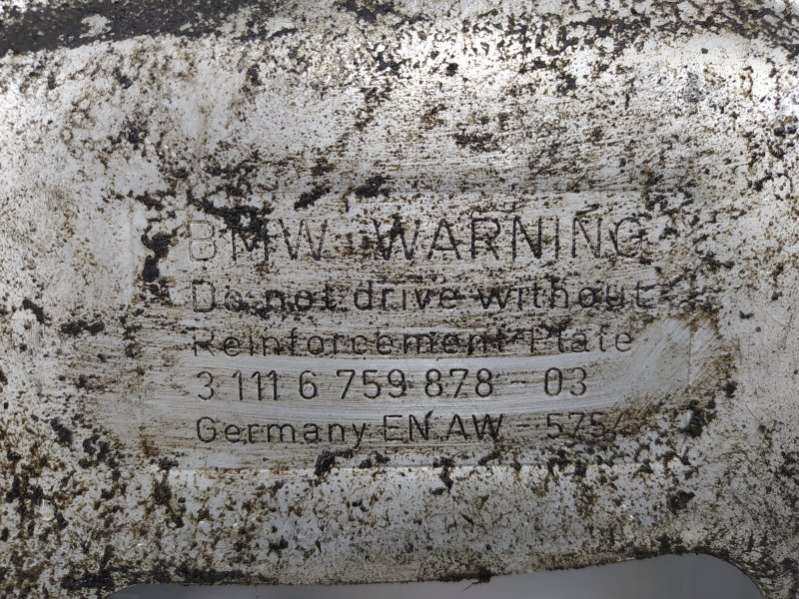 BMW WARNING
Do not drive without
Reinforcement Plate
3 111 6 759 878 - 03
Germany EN AW - 5754